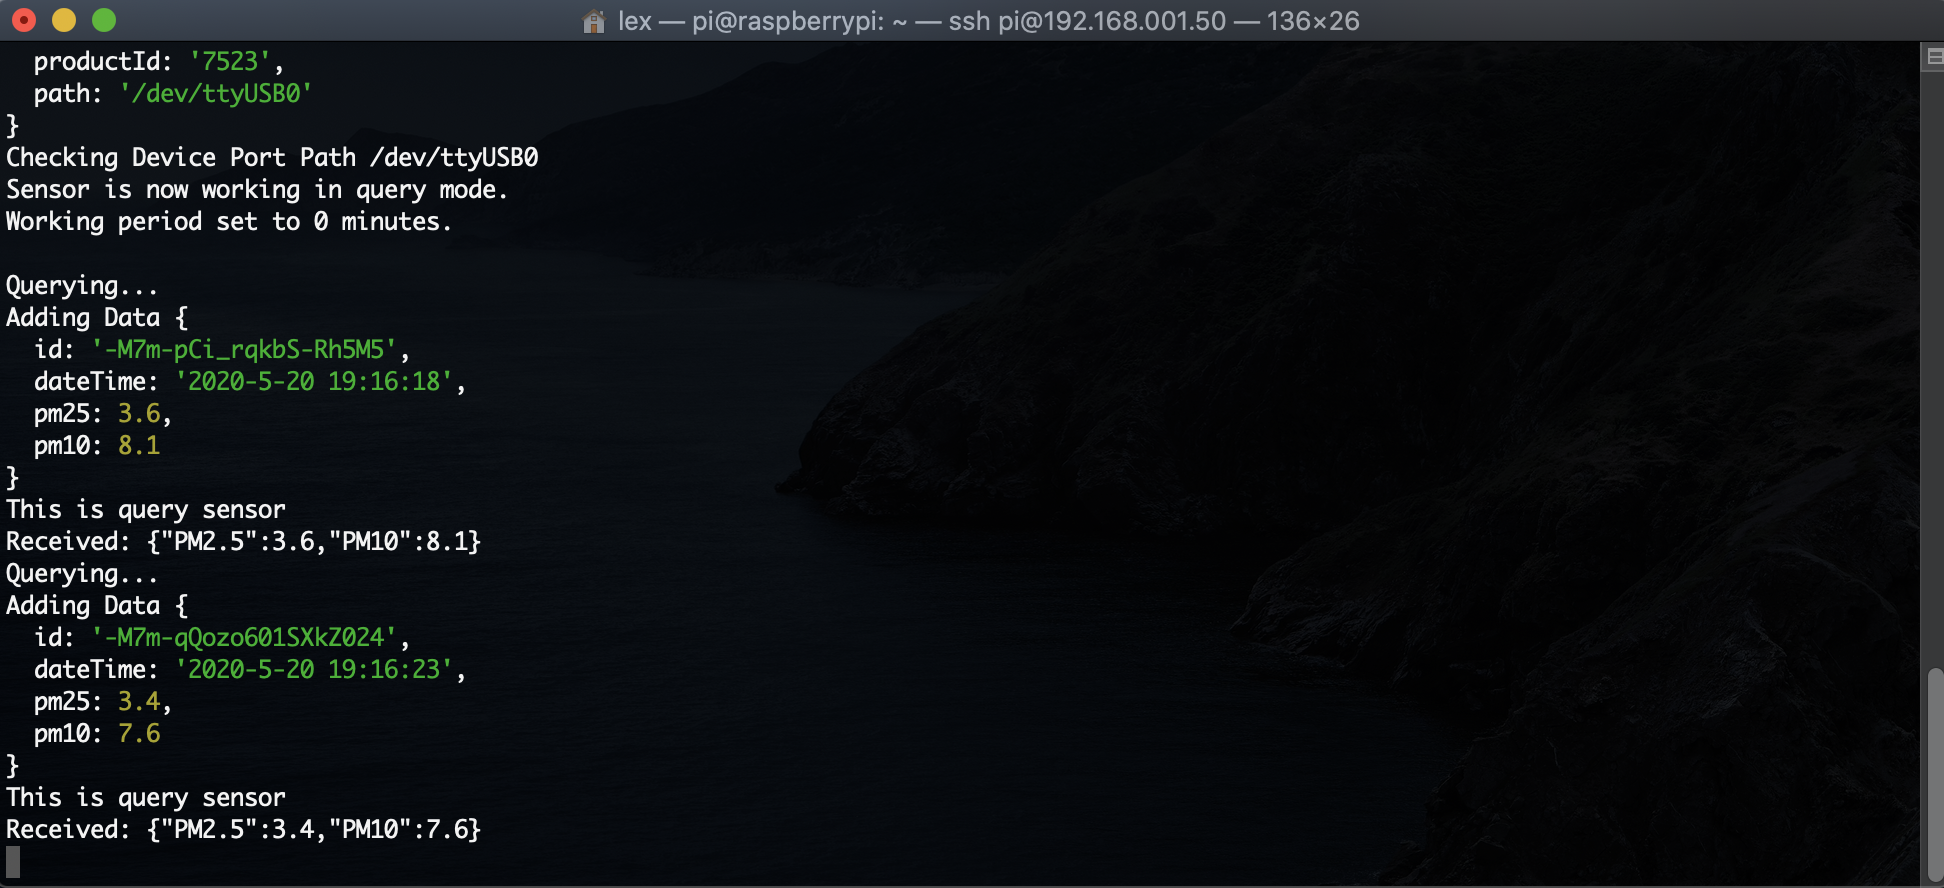 lex — pi@raspberrypi: ~ — ssh pi@192.168.001.50 — 136×26
productId: '7523',
path: '/dev/ttyUSB0'
}
Checking Device Port Path /dev/ttyUSB0
Sensor is now working in query mode.
Working period set to 0 minutes.
Querying...
Adding Data {
id: '-M7m-pCi_rqkbS-Rh5M5',
dateTime: '2020-5-20 19:16:18',
pm25: 3.6,
pm10: 8.1
}
This is query sensor
Received: {"PM2.5":3.6,"PM10":8.1}
Querying...
Adding Data {
id: '-M7m-qQozo601SXkZ024',
dateTime: '2020-5-20 19:16:23',
pm25: 3.4,
pm10: 7.6
}
This is query sensor
Received: {"PM2.5":3.4,"PM10":7.6}